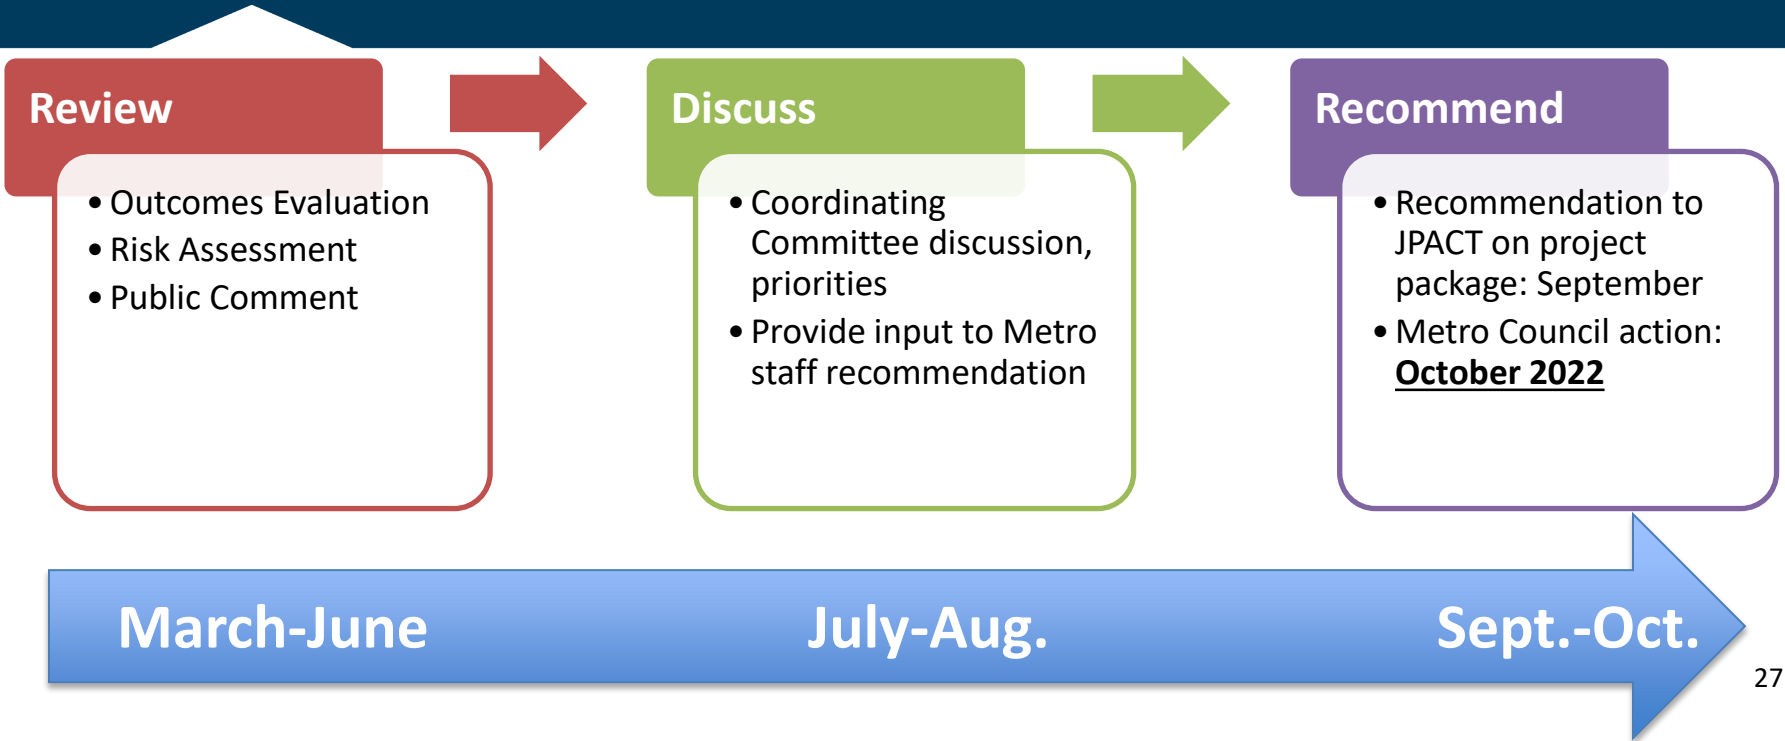 Review
• Outcomes Evaluation
• Risk Assessment
• Public Comment
Discuss
• Coordinating
Committee discussion,
priorities
• Provide input to Metro
staff recommendation
Recommend
• Recommendation to
JPACT on project
package: September
• Metro Council action:
October 2022
March-June
July-Aug.
Sept.-Oct.
27